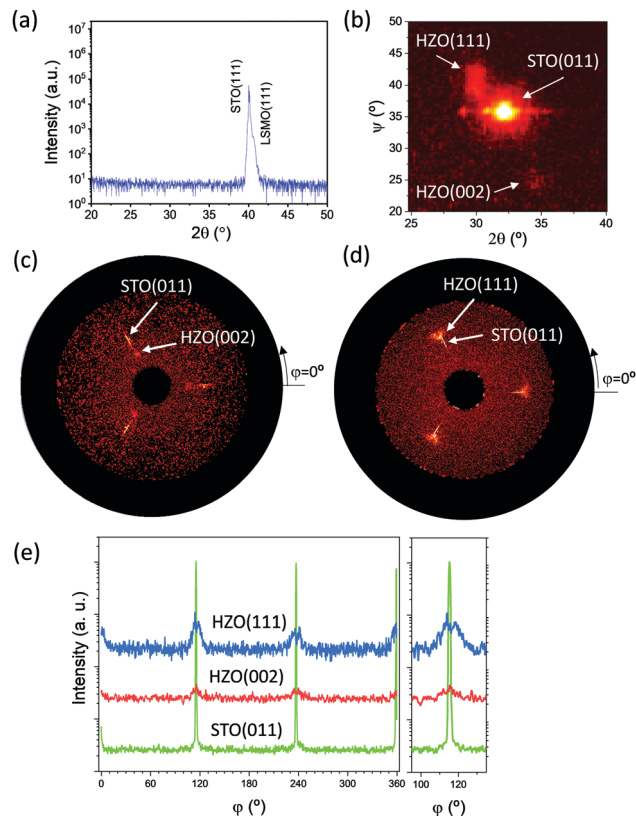 (a)
Intensity (a.u.)
10⁷
10⁶
10⁵
10⁴
10³
10²
10¹
10⁰
STO(111)
LSMO(111)
20 25 30 35 40 45 50
2θ (°)
(b)
ψ (º)
50
45
40
35
30
25
20
HZO(111)
STO(011)
HZO(002)
25 30 35 40
2θ (º)
(c)
STO(011)
HZO(002)
φ=0º
(d)
HZO(111)
STO(011)
φ=0º
(e)
Intensity (a. u.)
HZO(111)
HZO(002)
STO(011)
0 60 120 180 240 300 360
φ (º)
90 120
φ (º)